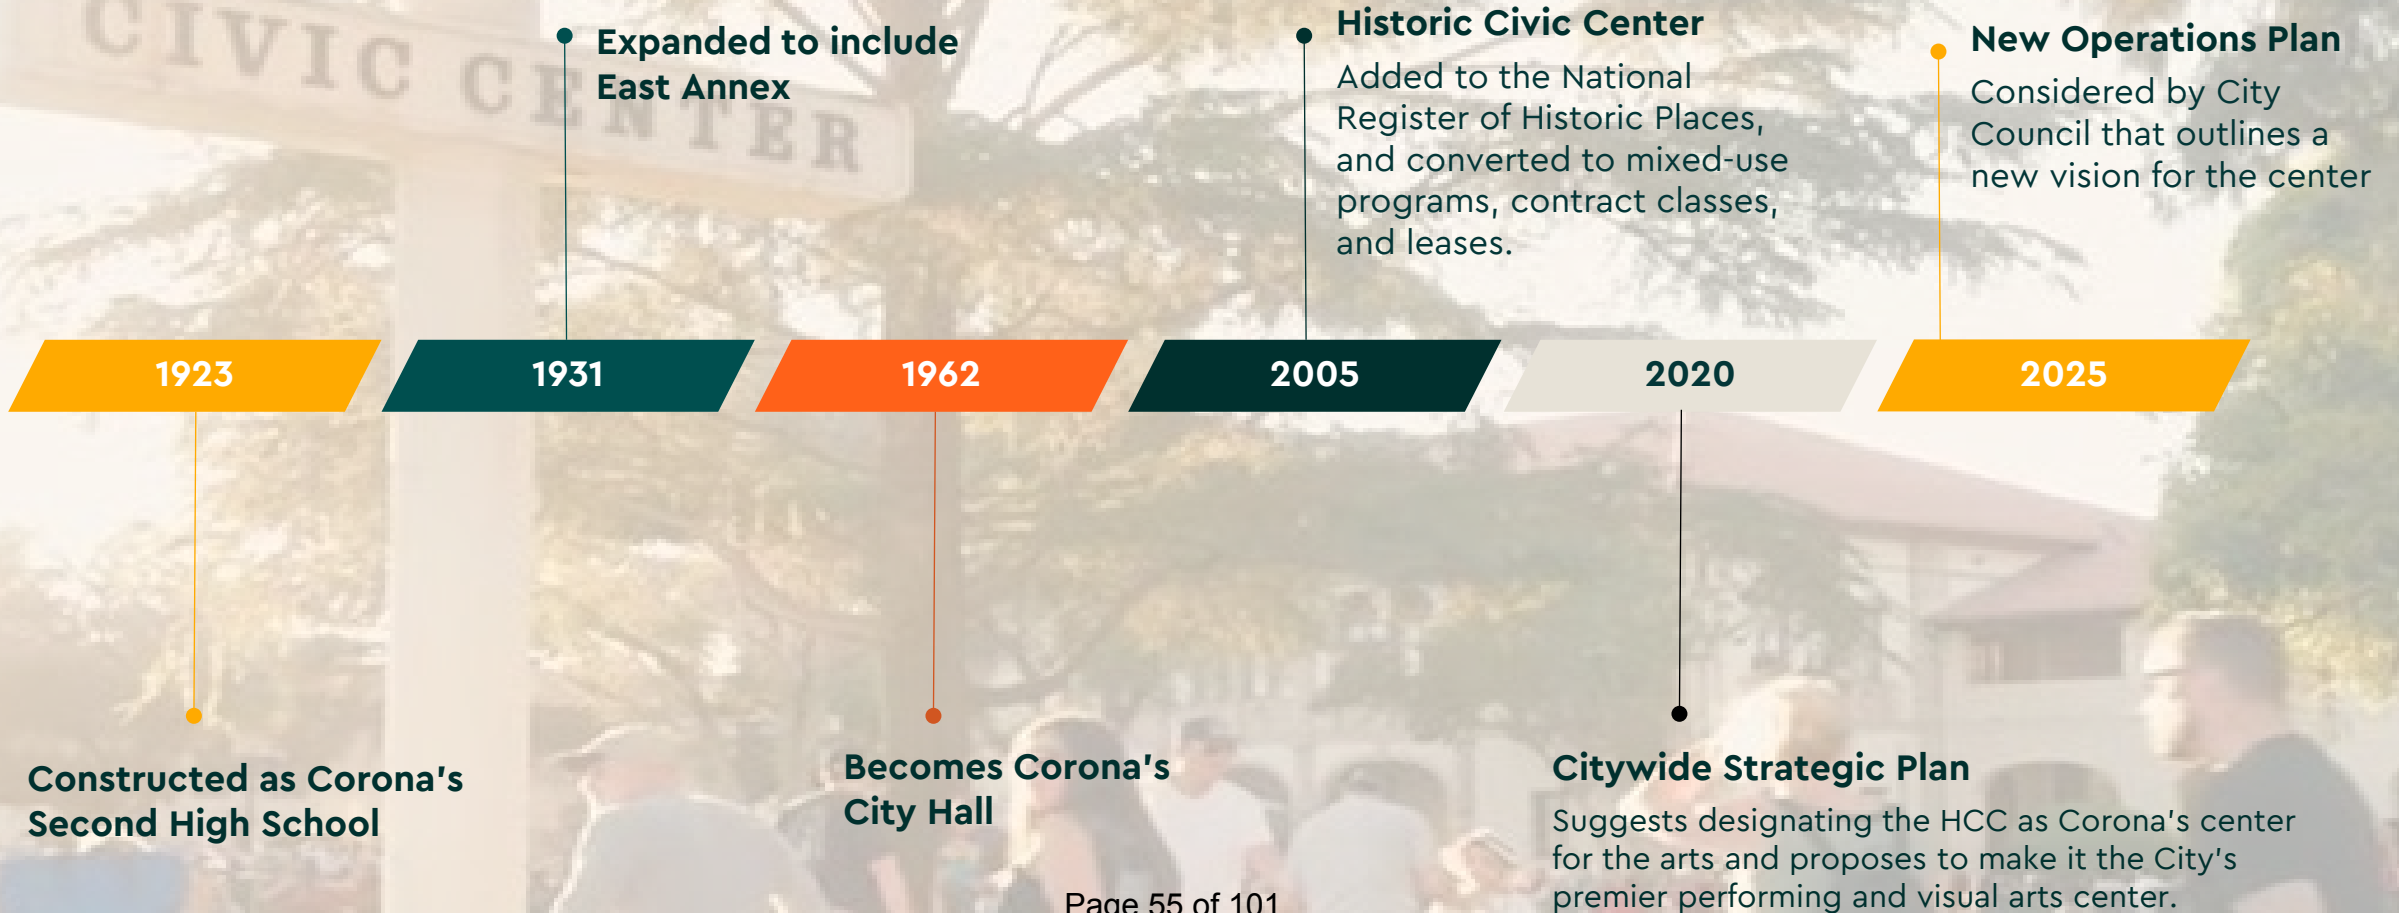 CIVIC CENTER
Expanded to include
East Annex
Historic Civic Center
Added to the National
Register of Historic Places,
and converted to mixed-use
programs, contract classes,
and leases.
New Operations Plan
Considered by City
Council that outlines a
new vision for the center
1923
1931
1962
2005
2020
2025
Constructed as Corona's
Second High School
Becomes Corona's
City Hall
Citywide Strategic Plan
Suggests designating the HCC as Corona's center
for the arts and proposes to make it the City's
premier performing and visual arts center.
Page 55 of 101